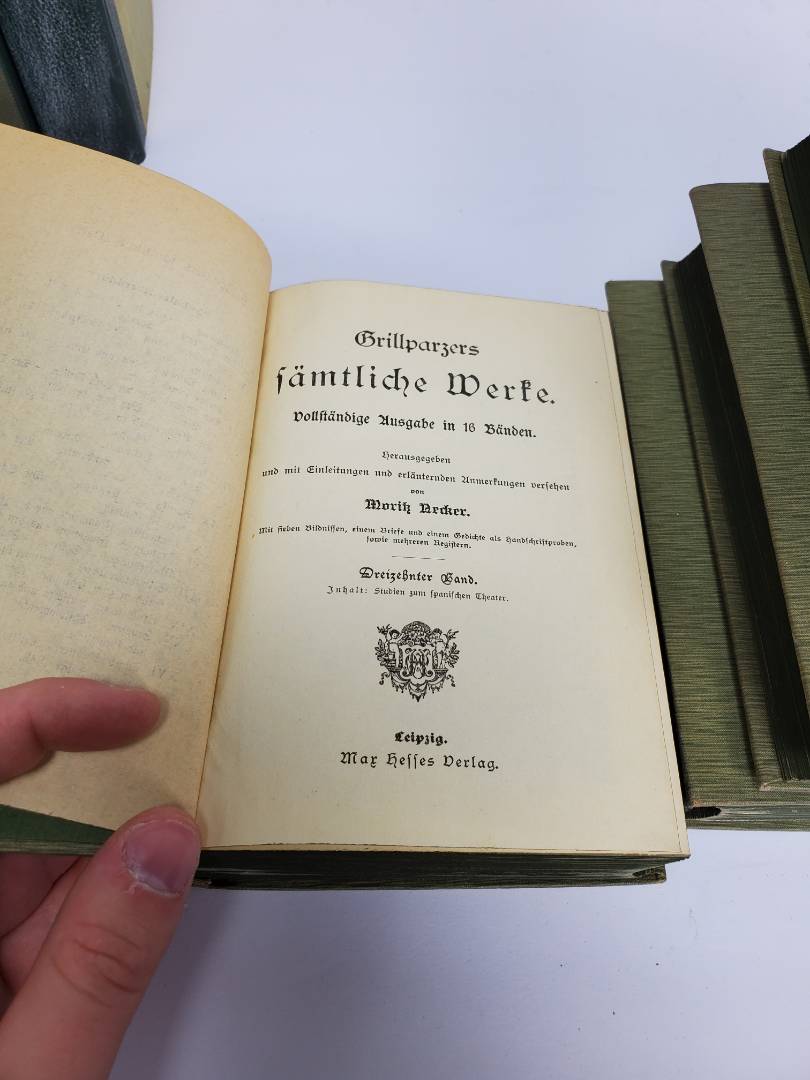 Grillparzers
sämtliche Werke.
Vollständige Ausgabe in 16 Bänden.
Herausgegeben
und mit Einleitungen und erläuternden Anmerkungen versehen
von
Moritz Necker.
Mit sieben Bildnissen, einem Briefe und einem Gedichte als Handschriftproben,
sowie mehreren Registern.
Dreizehnter Band.
Inhalt: Studien zum spanischen Theater.
Leipzig.
Max Hesses Verlag.